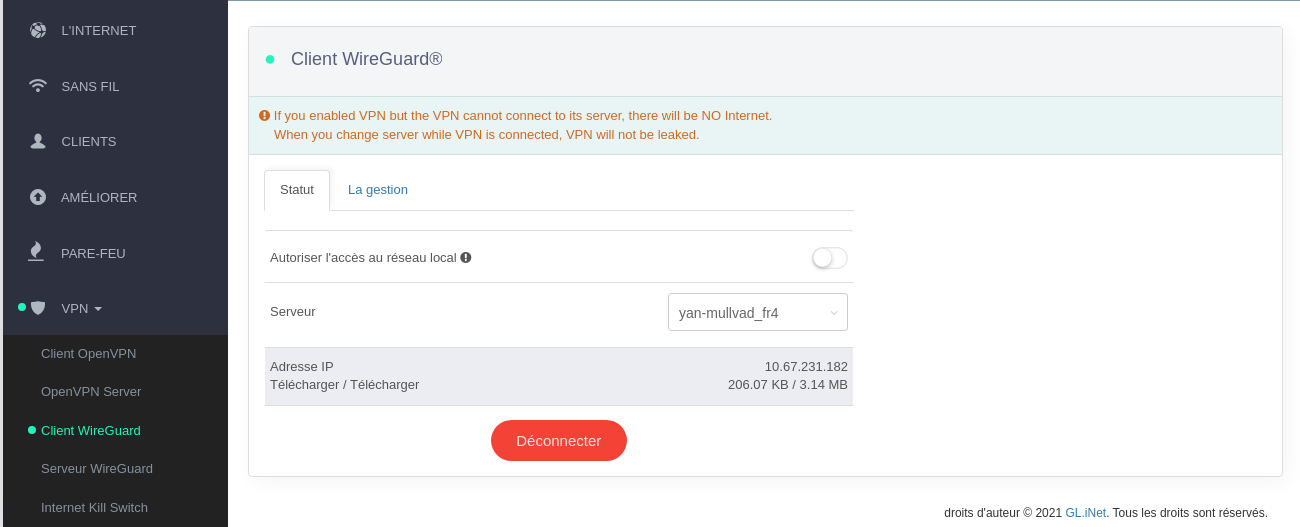 L'INTERNET
SANS FIL
CLIENTS
AMÉLIORER
PARE-FEU
VPN
Client OpenVPN
OpenVPN Server
Client WireGuard
Serveur WireGuard
Internet Kill Switch
Client WireGuard®
If you enabled VPN but the VPN cannot connect to its server, there will be NO Internet.
When you change server while VPN is connected, VPN will not be leaked.
Statut La gestion
Autoriser l'accès au réseau local
Serveur yan-mullvad_fr4
Adresse IP 10.67.231.182
Télécharger / Télécharger 206.07 KB / 3.14 MB
Déconnecter
droits d'auteur © 2021 GL.iNet. Tous les droits sont réservés.